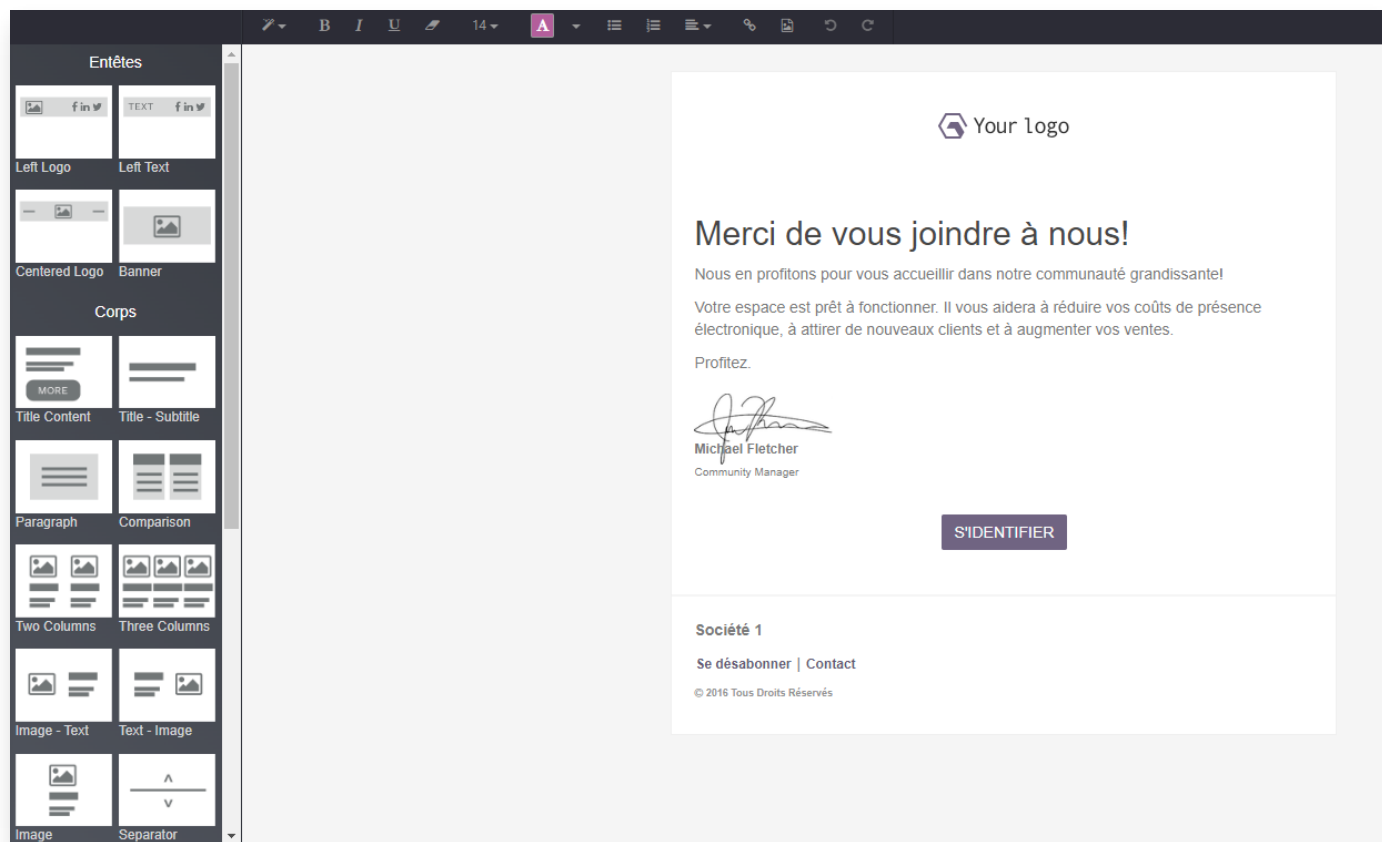 B I U 14 A
Entêtes
f in
TEXT f in
Left Logo Left Text
Centered Logo Banner
Corps
MORE
Title Content Title - Subtitle
Paragraph Comparison
Two Columns Three Columns
Image - Text Text - Image
Image Separator
Your logo
Merci de vous joindre à nous!
Nous en profitons pour vous accueillir dans notre communauté grandissante!
Votre espace est prêt à fonctionner. Il vous aidera à réduire vos coûts de présence
électronique, à attirer de nouveaux clients et à augmenter vos ventes.
Profitez.
Michael Fletcher
Community Manager
S'IDENTIFIER
Société 1
Se désabonner | Contact
© 2016 Tous Droits Réservés